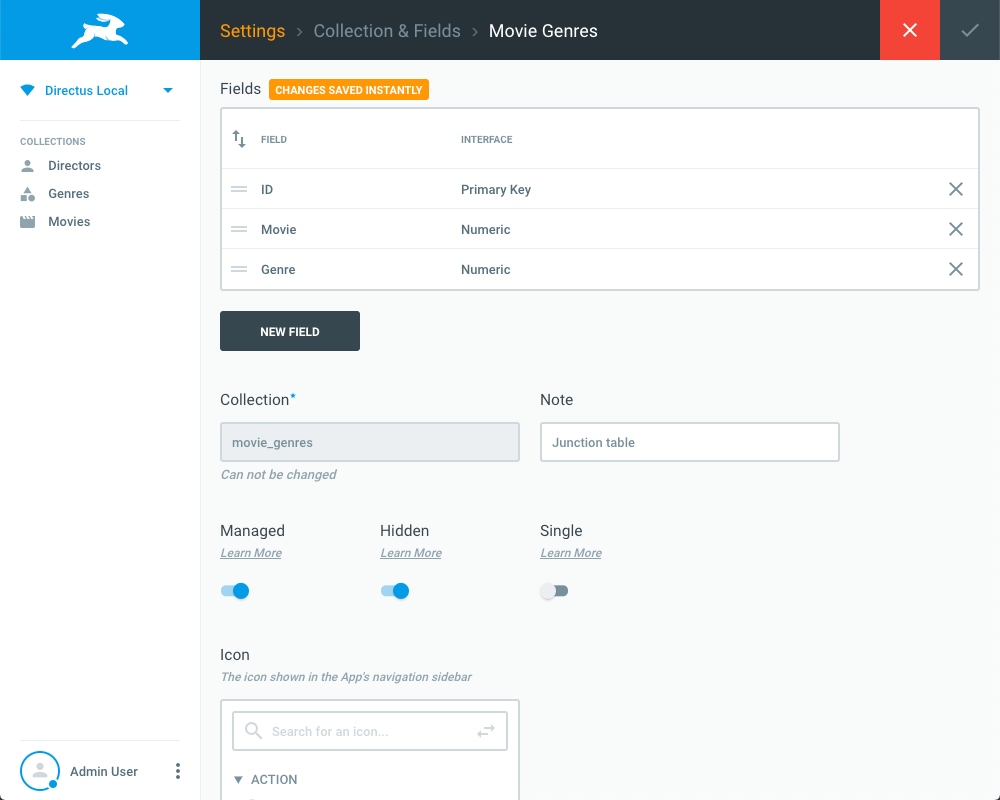 Settings > Collection & Fields > Movie Genres
Directus Local
COLLECTIONS
Directors
Genres
Movies
Fields CHANGES SAVED INSTANTLY
FIELD INTERFACE
ID Primary Key
Movie Numeric
Genre Numeric
NEW FIELD
Collection* Note
movie_genres Junction table
Can not be changed
Managed Hidden Single
Learn More Learn More Learn More
Icon
The icon shown in the App's navigation sidebar
Search for an icon...
ACTION
Admin User